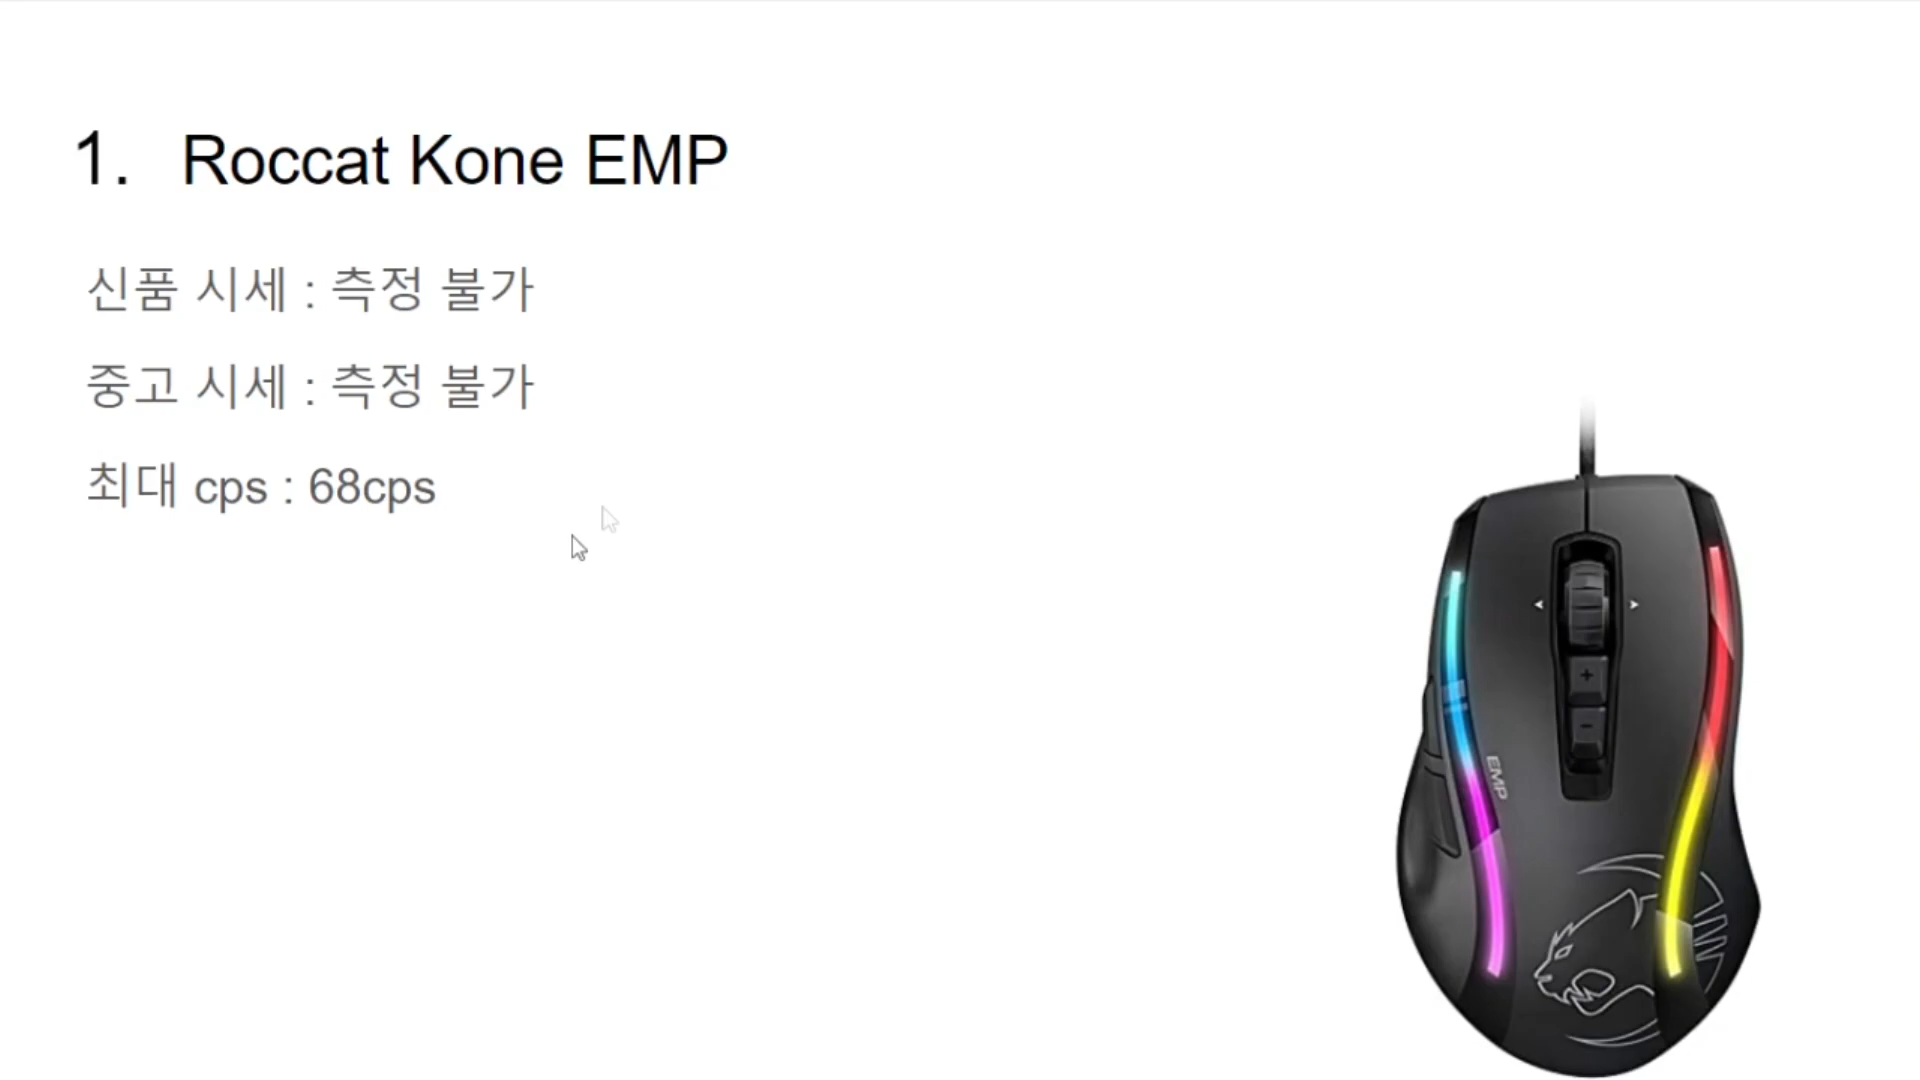 1. Roccat Kone EMP
신품 시세 : 측정 불가
중고 시세 : 측정 불가
최대 cps : 68cps
+
-
EMP